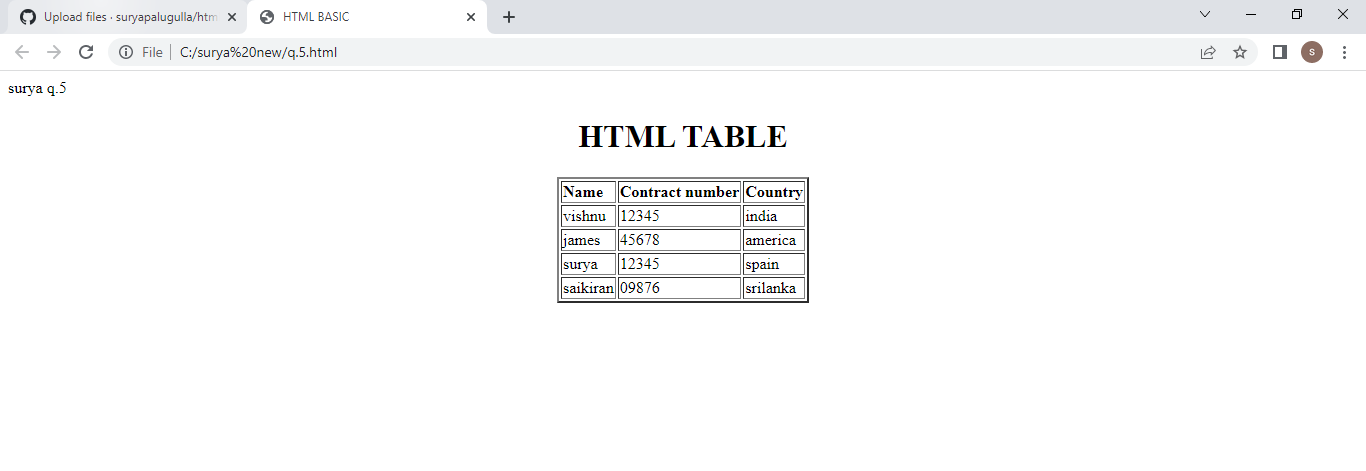 Upload files · suryapalugulla/htm
HTML BASIC
File | C:/surya%20new/q.5.html
S
surya q.5
HTML TABLE
Name Contract number Country
vishnu 12345 india
james 45678 america
surya 12345 spain
saikiran 09876 srilanka